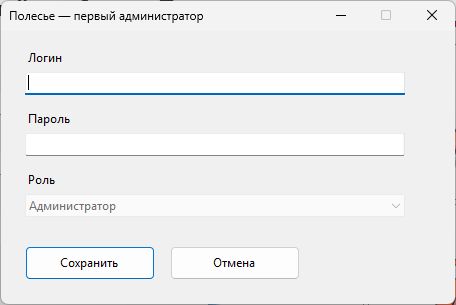 Полесье — первый администратор
Логин
Пароль
Роль
Администратор
Сохранить
Отмена